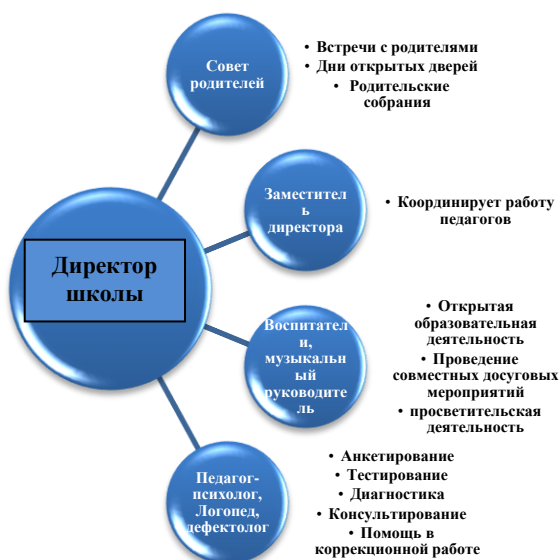 Совет
родителей
• Встречи с родителями
• Дни открытых дверей
• Родительские
собрания
Заместител
ь
директора
• Координирует работу
педагогов
Директор
школы
Воспитател
и,
музыкальн
ый
руководите
ль
• Открытая
образовательная
деятельность
• Проведение
совместных досуговых
мероприятий
• просветительская
деятельность
Педагог-
психолог,
Логопед,
дефектолог
• Анкетирование
• Тестирование
• Диагностика
• Консультирование
• Помощь в
коррекционной работе